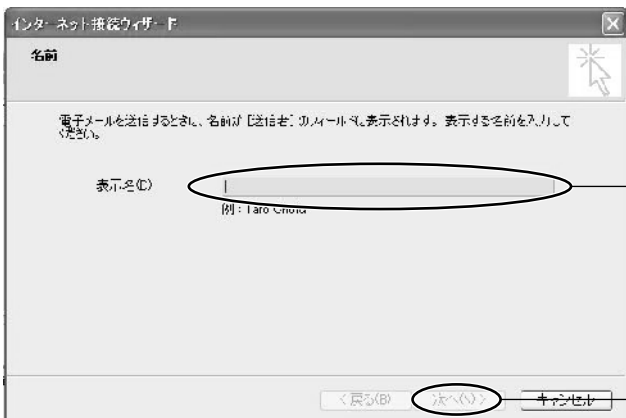 インターネット接続ウィザード
名前
電子メールを送信するときに、名前が [送信者] のフィールドに表示されます。表示する名前を入力して
ください。
表示名(D)
例 : Taro Chofu
< 戻る(B)
次へ(N) >
キャンセル